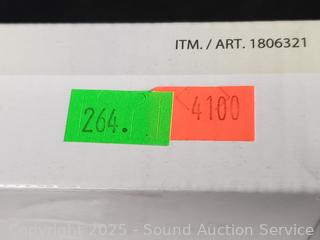 ITM. / ART. 1806321
264.
4100
Copyright 2025 - Sound Auction Service